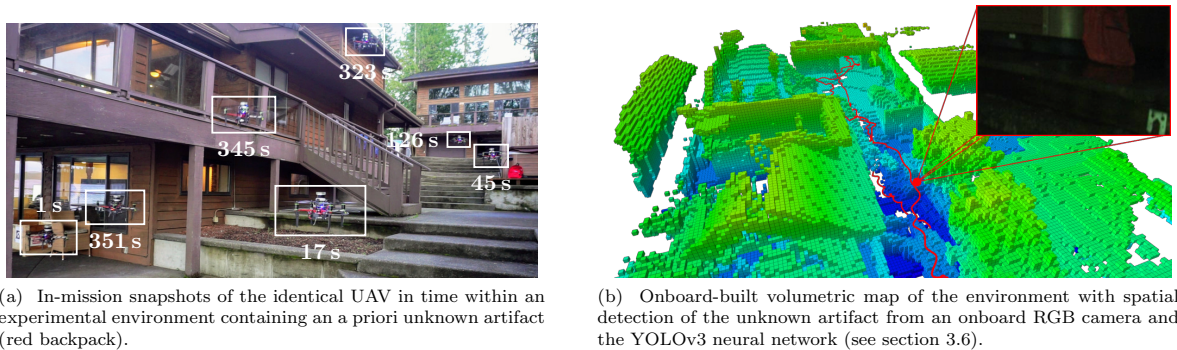 323 s
345 s
126 s
45 s
1 s
351 s
17 s
(a) In-mission snapshots of the identical UAV in time within an
experimental environment containing an a priori unknown artifact
(red backpack).
(b) Onboard-built volumetric map of the environment with spatial
detection of the unknown artifact from an onboard RGB camera and
the YOLOv3 neural network (see section 3.6).